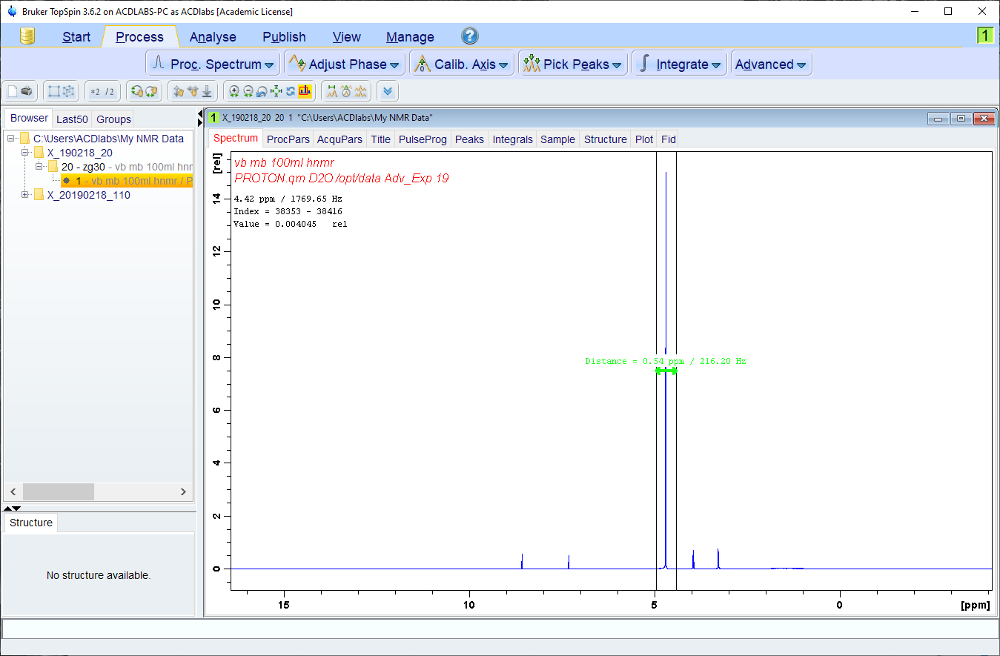 Bruker TopSpin 3.6.2 on ACDLABS-PC as ACDlabs [Academic License]
Start Process Analyse Publish View Manage ? 1
Proc. Spectrum Adjust Phase Calib. Axis Pick Peaks Integrate Advanced
*2 /2
Browser Last50 Groups
C:\Users\ACDlabs\My NMR Data
X_190218_20
20 - zg30 - vb mb 100ml hnmr
1 - vb mb 100ml hnmr / P
X_20190218_110
Structure
No structure available.
1 X_190218_20 20 1 "C:\Users\ACDlabs\My NMR Data"
Spectrum ProcPars AcquPars Title PulseProg Peaks Integrals Sample Structure Plot Fid
[rel]
vb mb 100ml hnmr
PROTON.qm D2O /opt/data Adv_Exp 19
4.42 ppm / 1769.65 Hz
Index = 38353 - 38416
Value = 0.004045 rel
14
12
10
8
Distance = 0.54 ppm / 216.20 Hz
6
4
2
0
15 10 5 0 [ppm]